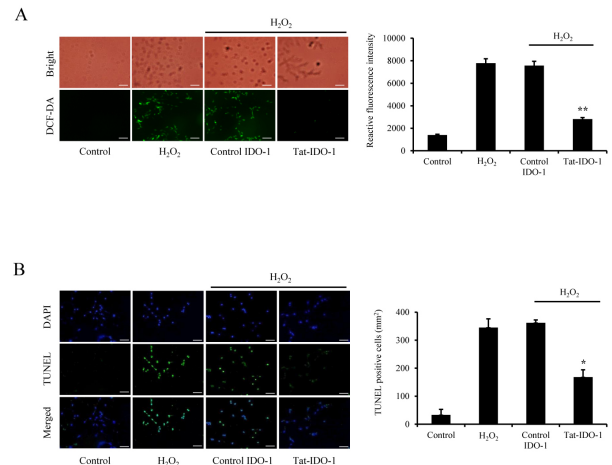 A
H₂O₂
Bright
DCF-DA
Control
H₂O₂
Control IDO-1
Tat-IDO-1
Reactive fluorescence intensity
10000
8000
6000
4000
2000
0
H₂O₂
**
Control
H₂O₂
Control
IDO-1
Tat-IDO-1
B
H₂O₂
DAPI
TUNEL
Merged
Control
H₂O₂
Control IDO-1
Tat-IDO-1
TUNEL positive cells (mm²)
400
300
200
100
0
H₂O₂
*
Control
H₂O₂
Control
IDO-1
Tat-IDO-1